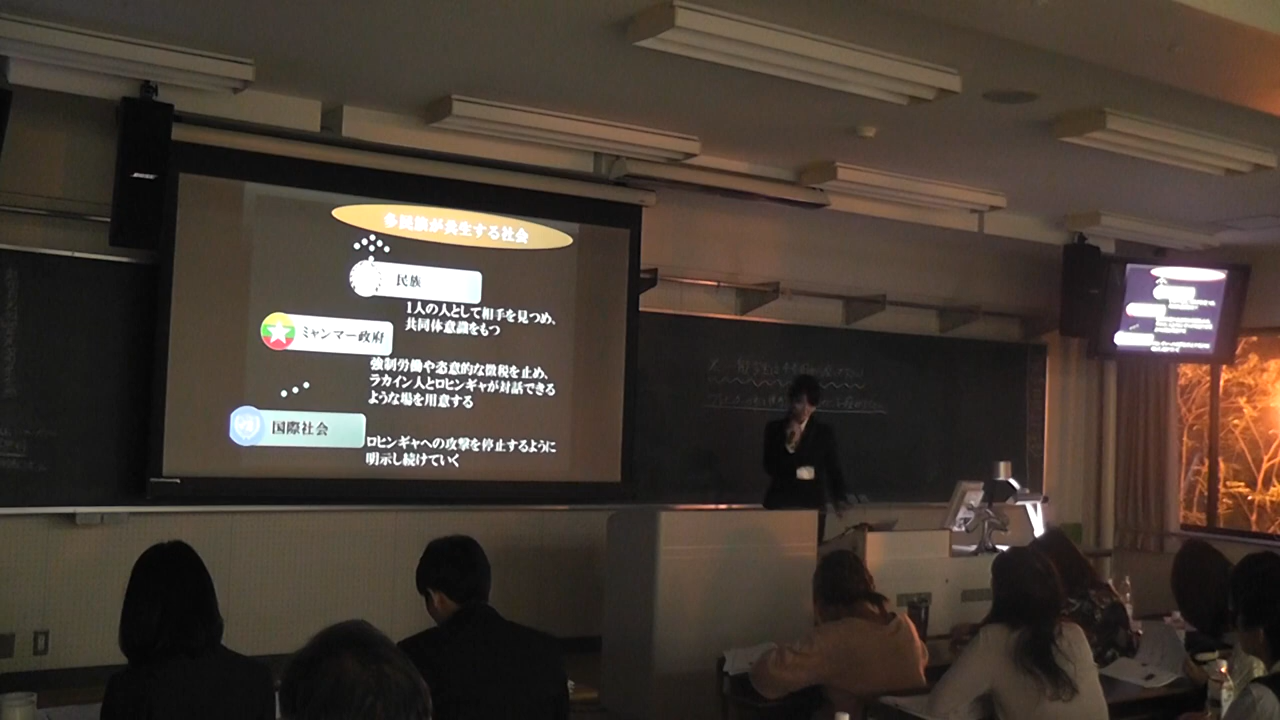 多民族が共生する社会
民族
1人の人として相手を見つめ、
共同体意識をもつ
ミャンマー政府
強制労働や恣意的な徴税を止め、
ラカイン人とロヒンギャが対話できる
ような場を用意する
国際社会
ロヒンギャへの攻撃を停止するように
明示し続けていく
BOSE